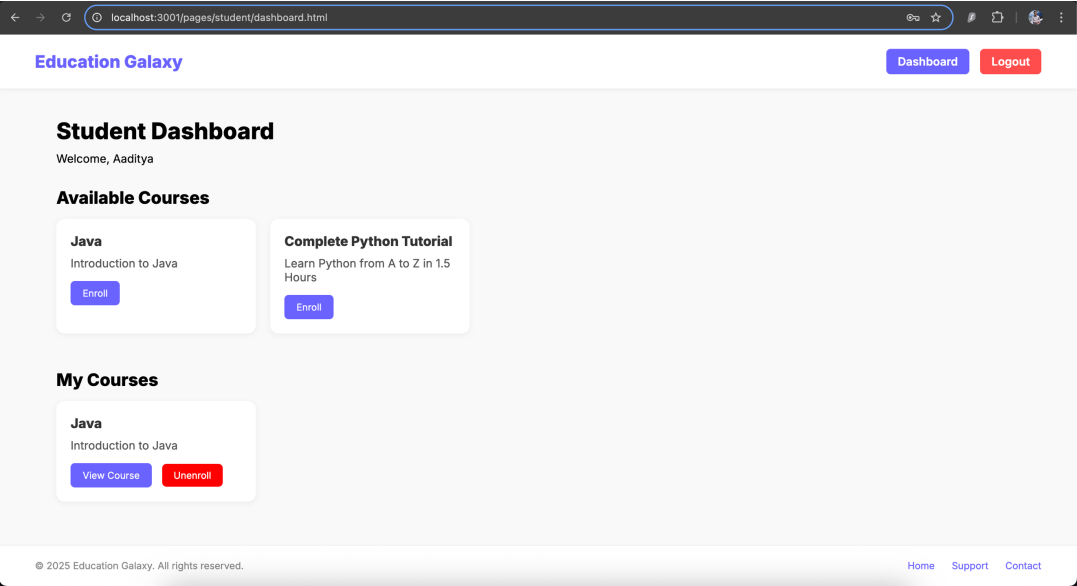 localhost:3001/pages/student/dashboard.html
Education Galaxy
Dashboard
Logout
Student Dashboard
Welcome, Aaditya
Available Courses
Java
Introduction to Java
Enroll
Complete Python Tutorial
Learn Python from A to Z in 1.5
Hours
Enroll
My Courses
Java
Introduction to Java
View Course
Unenroll
© 2025 Education Galaxy. All rights reserved.
Home
Support
Contact